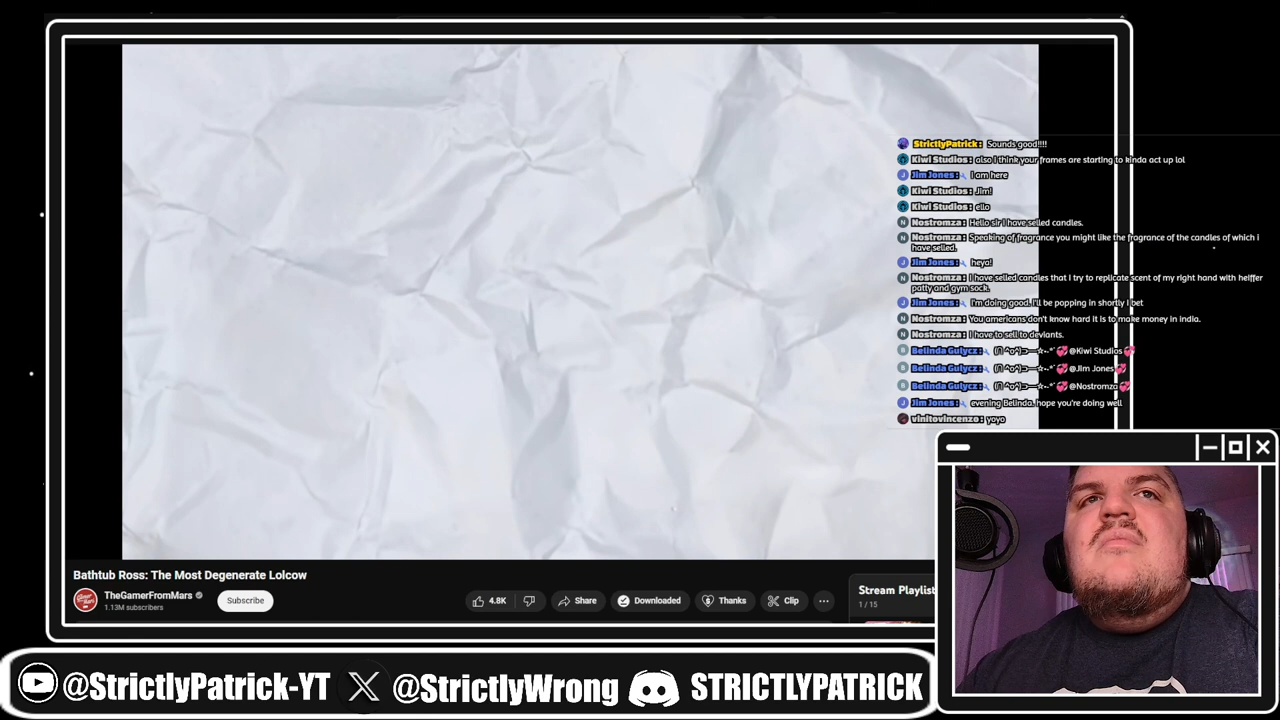 StrictlyPatrick: Sounds good!!!!
Kiwi Studios: also I think your frames are starting to kinda act up lol
Jim Jones: I am here
Kiwi Studios: Jim!
Kiwi Studios: ello
Nostromza: Hello sir I have selled candles.
Nostromza: Speaking of fragrance you might like the fragrance of the candles of which i
have selled.
Jim Jones: heya!
Nostromza: I have selled candles that I try to replicate scent of my right hand with heiffer
patty and gym sock.
Jim Jones: I'm doing good. I'll be popping in shortly I bet
Nostromza: You americans don't know hard it is to make money in india.
Nostromza: I have to sell to deviants.
Belinda Gulycz: (∩ ^o^)⊃━☆･･*˙💞@Kiwi Studios💞
Belinda Gulycz: (∩ ^o^)⊃━☆･･*˙💞@Jim Jones💞
Belinda Gulycz: (∩ ^o^)⊃━☆･･*˙💞@Nostromza💞
Jim Jones: evening Belinda. hope you're doing well
vinitovincenzo: yoyo
Bathtub Ross: The Most Degenerate Lolcow
TheGamerFromMars
1.13M subscribers
Subscribe
4.8K
Share
Downloaded
Thanks
Clip
Stream Playlist
1 / 15
@StrictlyPatrick-YT
@StrictlyWrong
STRICTLYPATRICK